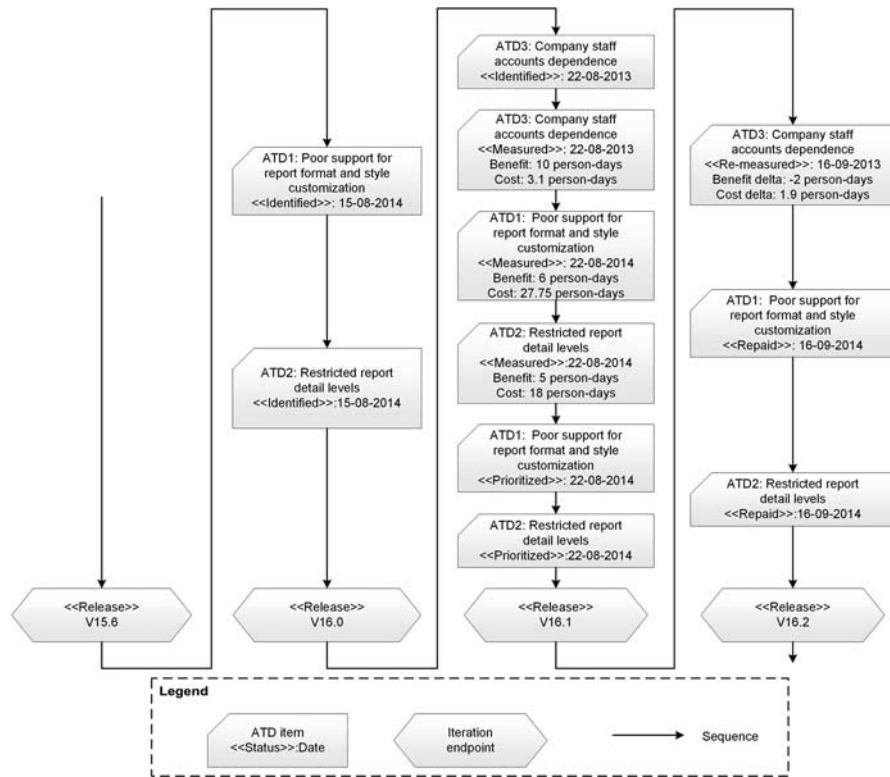 ATD1: Poor support for
report format and style
customization
<<Identified>>: 15-08-2014
ATD2: Restricted report
detail levels
<<Identified>>:15-08-2014
ATD3: Company staff
accounts dependence
<<Identified>>: 22-08-2013
ATD3: Company staff
accounts dependence
<<Measured>>: 22-08-2013
Benefit: 10 person-days
Cost: 3.1 person-days
ATD1: Poor support for
report format and style
customization
<<Measured>>: 22-08-2014
Benefit: 6 person-days
Cost: 27.75 person-days
ATD2: Restricted report
detail levels
<<Measured>>:22-08-2014
Benefit: 5 person-days
Cost: 18 person-days
ATD1: Poor support for
report format and style
customization
<<Prioritized>>: 22-08-2014
ATD2: Restricted report
detail levels
<<Prioritized>>:22-08-2014
ATD3: Company staff
accounts dependence
<<Re-measured>>: 16-09-2013
Benefit delta: -2 person-days
Cost delta: 1.9 person-days
ATD1: Poor support for
report format and style
customization
<<Repaid>>: 16-09-2014
ATD2: Restricted report
detail levels
<<Repaid>>:16-09-2014
<<Release>>
V15.6
<<Release>>
V16.0
<<Release>>
V16.1
<<Release>>
V16.2
Legend
ATD item
<<Status>>:Date
Iteration
endpoint
Sequence